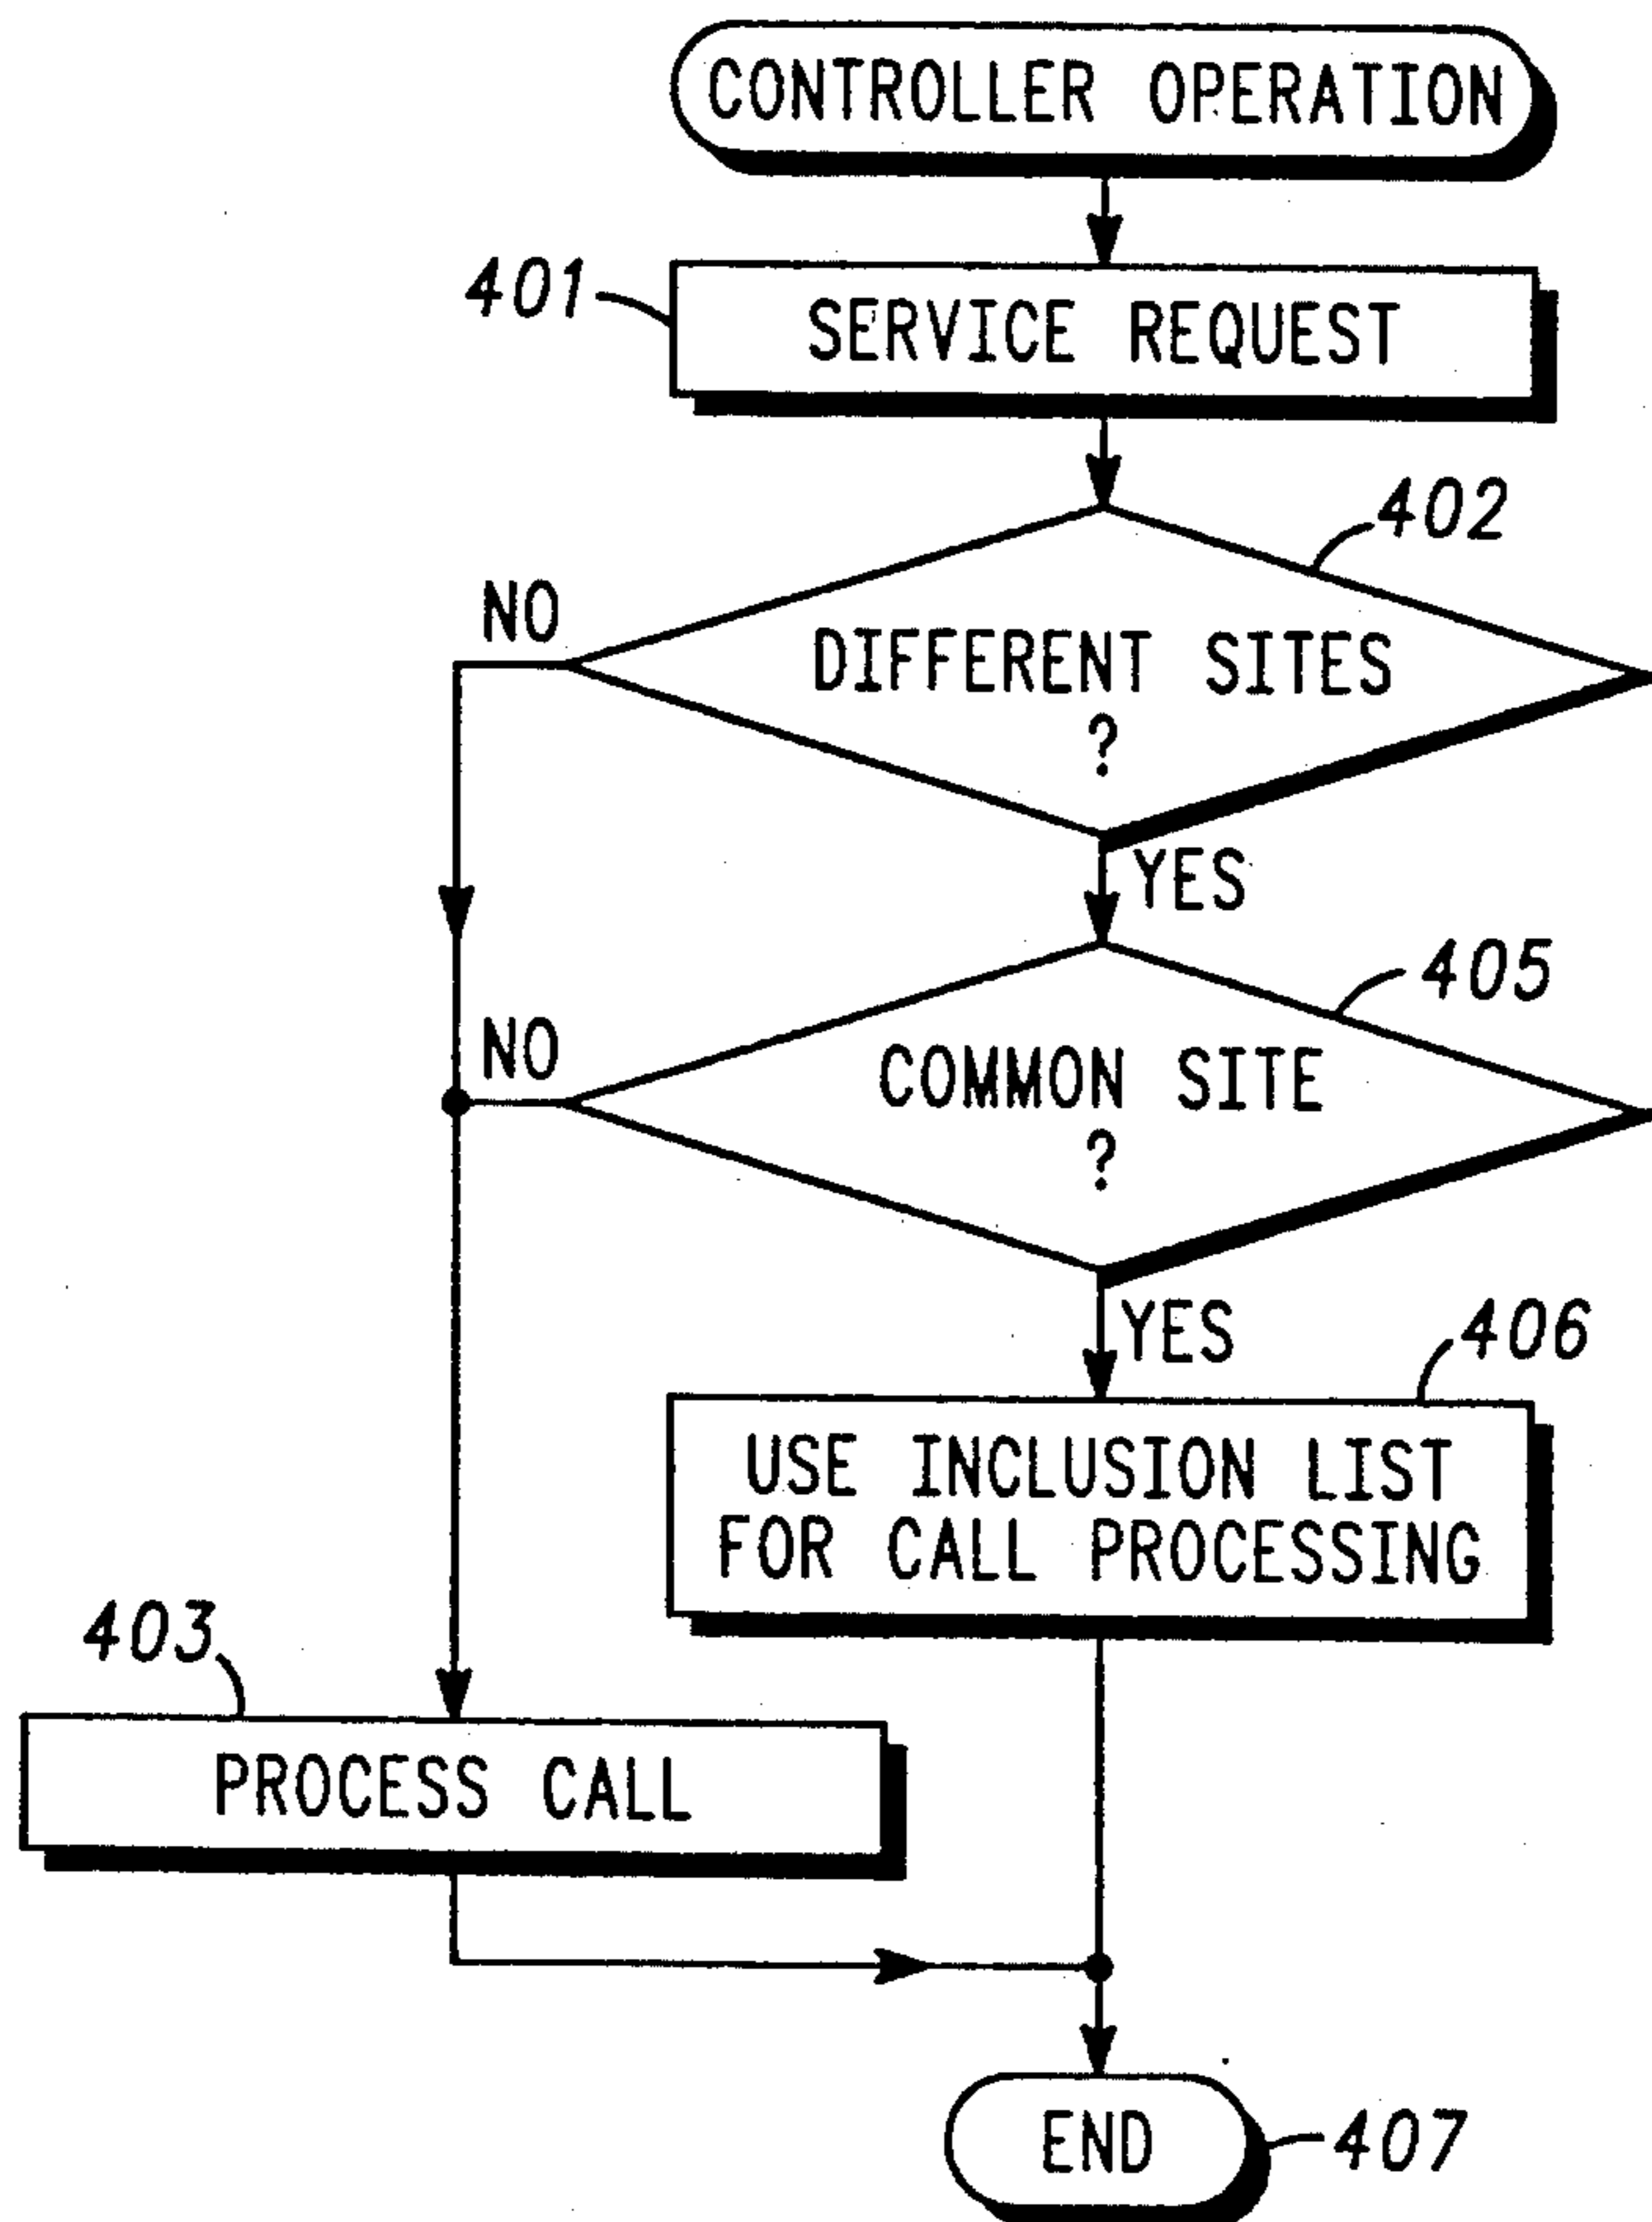 CONTROLLER OPERATION
401
SERVICE REQUEST
402
NO
DIFFERENT SITES
?
YES
405
NO
COMMON SITE
?
YES
406
USE INCLUSION LIST
FOR CALL PROCESSING
403
PROCESS CALL
END
407